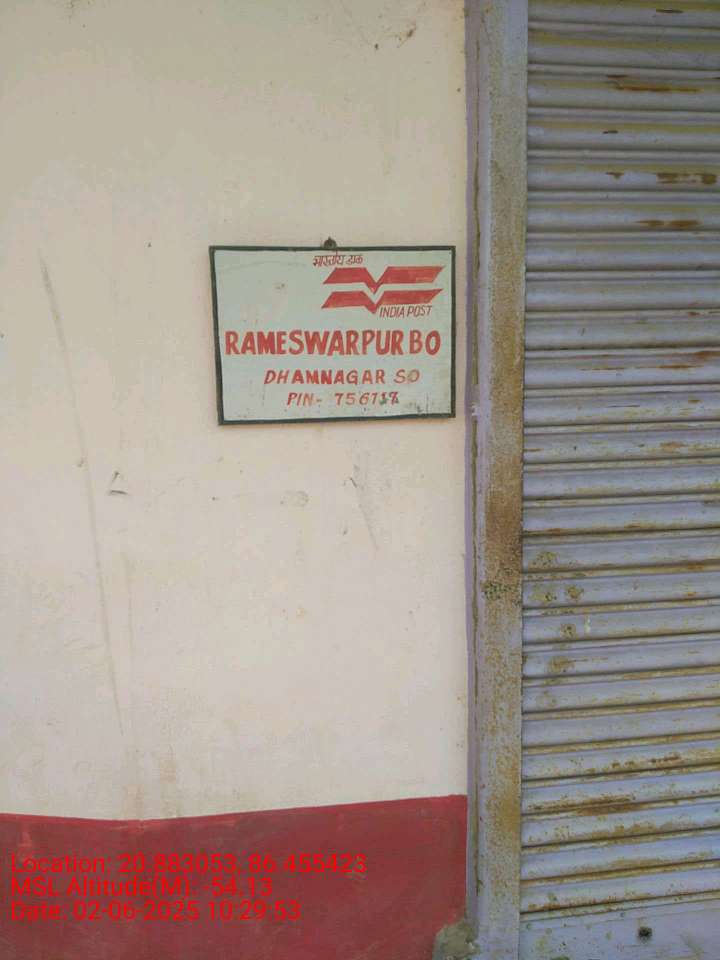 भारतीय डाक
INDIA POST
RAMESWARPUR BO
DHAMNAGAR SO
PIN-
Location: 20.883053, 86.455423
MSL Altitude(M): -54.13
Date: 02-06-2025 10:29:53